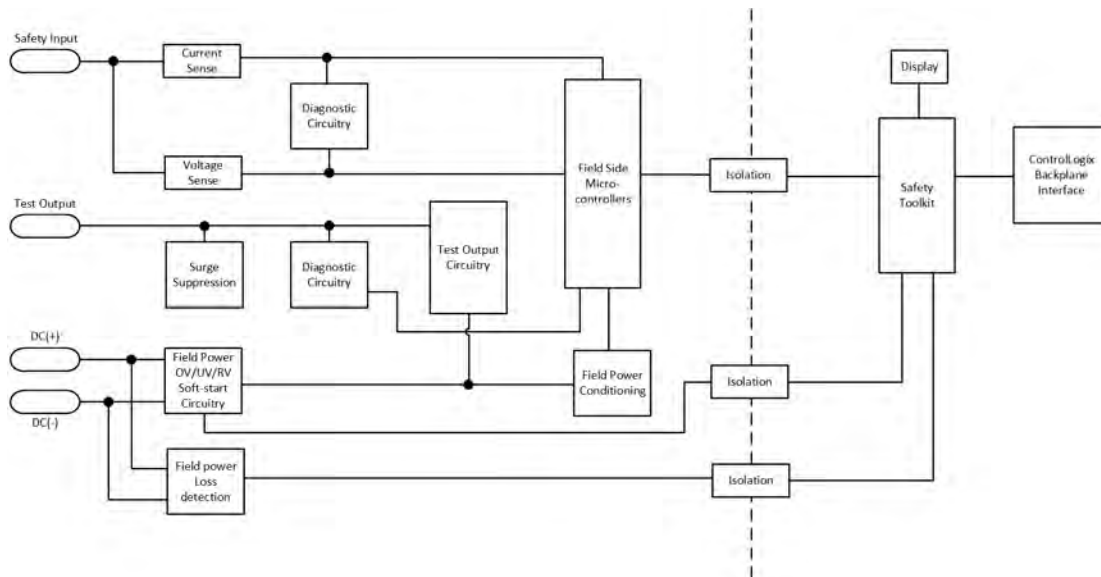 Safety Input
Current
Sense
Diagnostic
Circuitry
Voltage
Sense
Display
Field Side
Micro-
controllers
Isolation
Safety
Toolkit
ControlLogix
Backplane
Interface
Test Output
Surge
Suppression
Diagnostic
Circuitry
Test Output
Circuitry
DC(+)
Field Power
OV/UV/RV
Soft-start
Circuitry
DC(-)
Field Power
Conditioning
Isolation
Field power
Loss
detection
Isolation